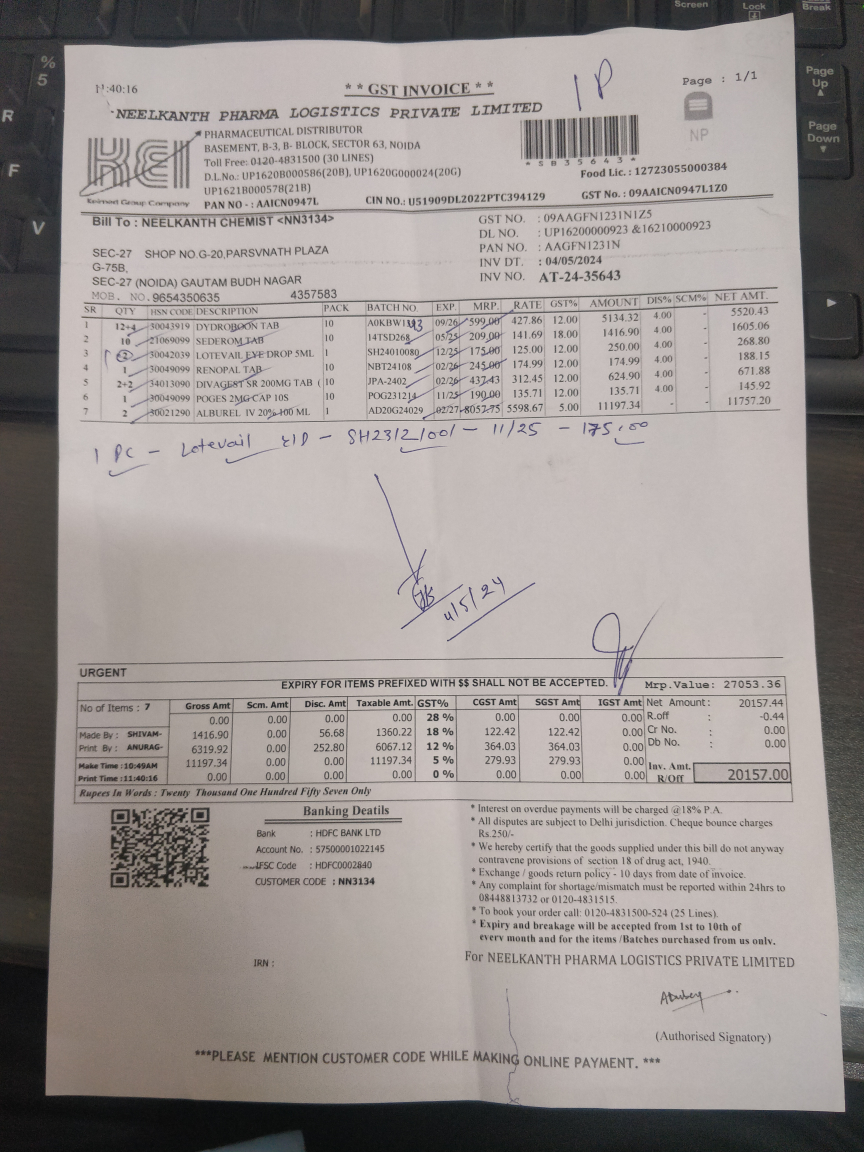 11:40:16
* * GST INVOICE * *
Page : 1/1
1 P
NEELKANTH PHARMA LOGISTICS PRIVATE LIMITED
PHARMACEUTICAL DISTRIBUTOR
BASEMENT, B-3, B- BLOCK, SECTOR 63, NOIDA
Toll Free: 0120-4831500 (30 LINES)
D.L.No.: UP1620B000586(20B), UP1620G000024(20G)
UP1621B000578(21B)
PAN NO - : AAICN0947L
KEI
Keimed Group Company
CIN NO.: U51909DL2022PTC394129
* S B 3 5 6 4 3 *
NP
Food Lic. : 12723055000384
GST No. : 09AAICN0947L1Z0
Bill To : NEELKANTH CHEMIST <NN3134>
SEC-27 SHOP NO.G-20,PARSVNATH PLAZA
G-75B,
SEC-27 (NOIDA) GAUTAM BUDH NAGAR
MOB. NO. 9654350635 4357583
GST NO. : 09AAGFN1231N1Z5
DL NO. : UP16200000923 &16210000923
PAN NO. : AAGFN1231N
INV DT. : 04/05/2024
INV NO. AT-24-35643
SR QTY HSN CODE DESCRIPTION PACK BATCH NO. EXP. MRP. RATE GST% AMOUNT DIS% SCM% NET AMT.
1 12+4 30043919 DYDROBOON TAB 10 A0KBW1 43 09/26 599.00 427.86 12.00 5134.32 4.00 - 5520.43
2 10 21069099 SEDEROM TAB 10 14TSD268 05/25 209.00 141.69 18.00 1416.90 4.00 - 1605.06
3 2 30042039 LOTEVAIL EYE DROP 5ML 1 SH24010080 12/25 175.00 125.00 12.00 250.00 4.00 - 268.80
4 1 30049099 RENOPAL TAB 10 NBT24108 02/26 245.00 174.99 12.00 174.99 4.00 - 188.15
5 2+2 34013090 DIVAGEST SR 200MG TAB ( 10 JPA-2402 02/26 437.43 312.45 12.00 624.90 4.00 - 671.88
6 1 30049099 POGES 2MG CAP 10S 10 POG231214 11/25 190.00 135.71 12.00 135.71 4.00 - 145.92
7 2 30021290 ALBUREL IV 20% 100 ML 1 AD20G24029 02/27 8057.75 5598.67 5.00 11197.34 - - 11757.20
1 PC - Lotevail E/D - SH23121001 - 11/25 - 175.00
4/5/24
URGENT
EXPIRY FOR ITEMS PREFIXED WITH $$ SHALL NOT BE ACCEPTED.
Mrp.Value: 27053.36
No of Items : 7
Made By : SHIVAM-
Print By : ANURAG-
Make Time :10:49AM
Print Time :11:40:16
Gross Amt Scm. Amt Disc. Amt Taxable Amt. GST% CGST Amt SGST Amt IGST Amt
0.00 0.00 0.00 0.00 28 % 0.00 0.00 0.00
1416.90 0.00 56.68 1360.22 18 % 122.42 122.42 0.00
6319.92 0.00 252.80 6067.12 12 % 364.03 364.03 0.00
11197.34 0.00 0.00 11197.34 5 % 279.93 279.93 0.00
0.00 0.00 0.00 0.00 0 % 0.00 0.00 0.00
Net Amount: 20157.44
R.off : -0.44
Cr No. : 0.00
Db No. : 0.00
Inv. Amt. R/Off 20157.00
Rupees In Words : Twenty Thousand One Hundred Fifty Seven Only
Banking Deatils
Bank : HDFC BANK LTD
Account No. : 57500001022145
IFSC Code : HDFC0002840
CUSTOMER CODE : NN3134
IRN :
* Interest on overdue payments will be charged @18% P.A.
* All disputes are subject to Delhi jurisdiction. Cheque bounce charges
Rs.250/-
* We hereby certify that the goods supplied under this bill do not anyway
contravene provisions of section 18 of drug act, 1940.
* Exchange / goods return policy - 10 days from date of invoice.
* Any complaint for shortage/mismatch must be reported within 24hrs to
08448813732 or 0120-4831515.
* To book your order call: 0120-4831500-524 (25 Lines).
* Expiry and breakage will be accepted from 1st to 10th of
every month and for the items /Batches purchased from us only.
For NEELKANTH PHARMA LOGISTICS PRIVATE LIMITED
(Authorised Signatory)
***PLEASE MENTION CUSTOMER CODE WHILE MAKING ONLINE PAYMENT. ***